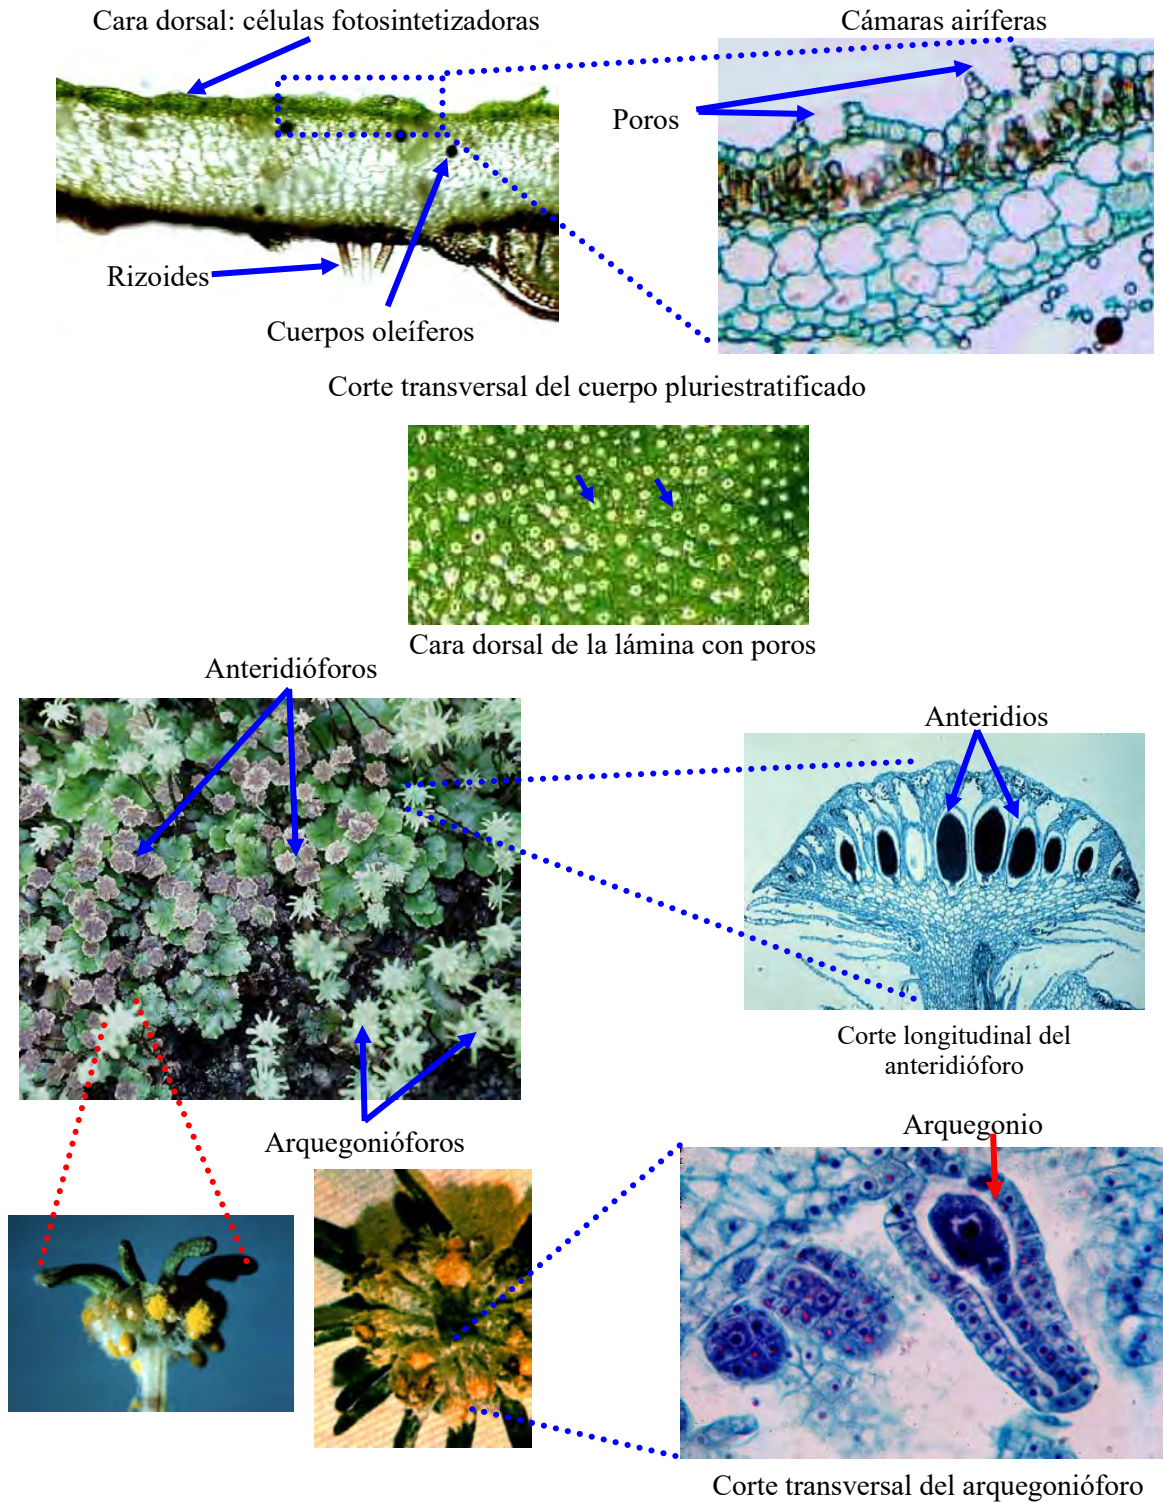 Cara dorsal: células fotosintetizadoras
Cámaras airíferas
Poros
Rizoides
Cuerpos oleíferos
Corte transversal del cuerpo pluriestratificado
Cara dorsal de la lámina con poros
Anteridióforos
Anteridios
Corte longitudinal del
anteridióforo
Arquegonióforos
Arquegonio
Corte transversal del arquegonióforo